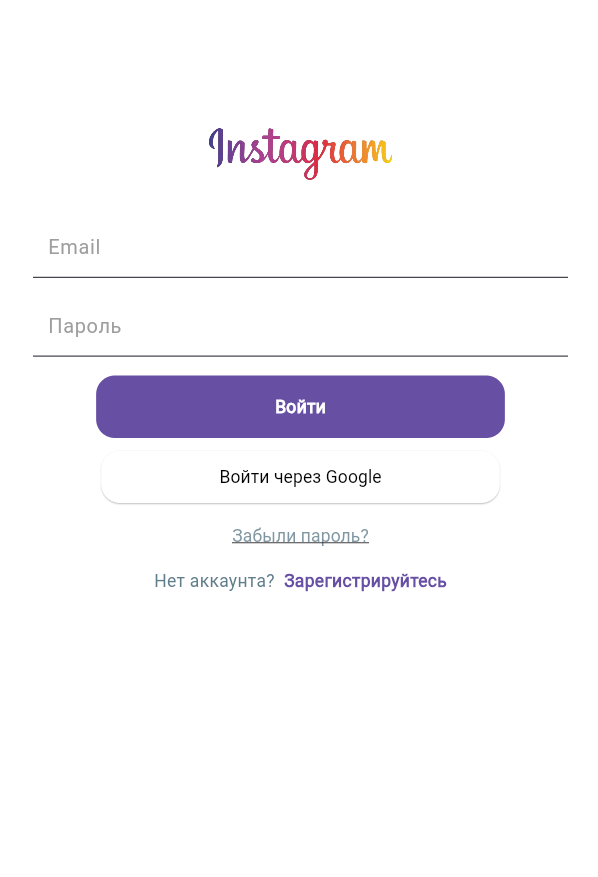 Instagram
Email
Пароль
Войти
Войти через Google
Забыли пароль?
Нет аккаунта? Зарегистрируйтесь